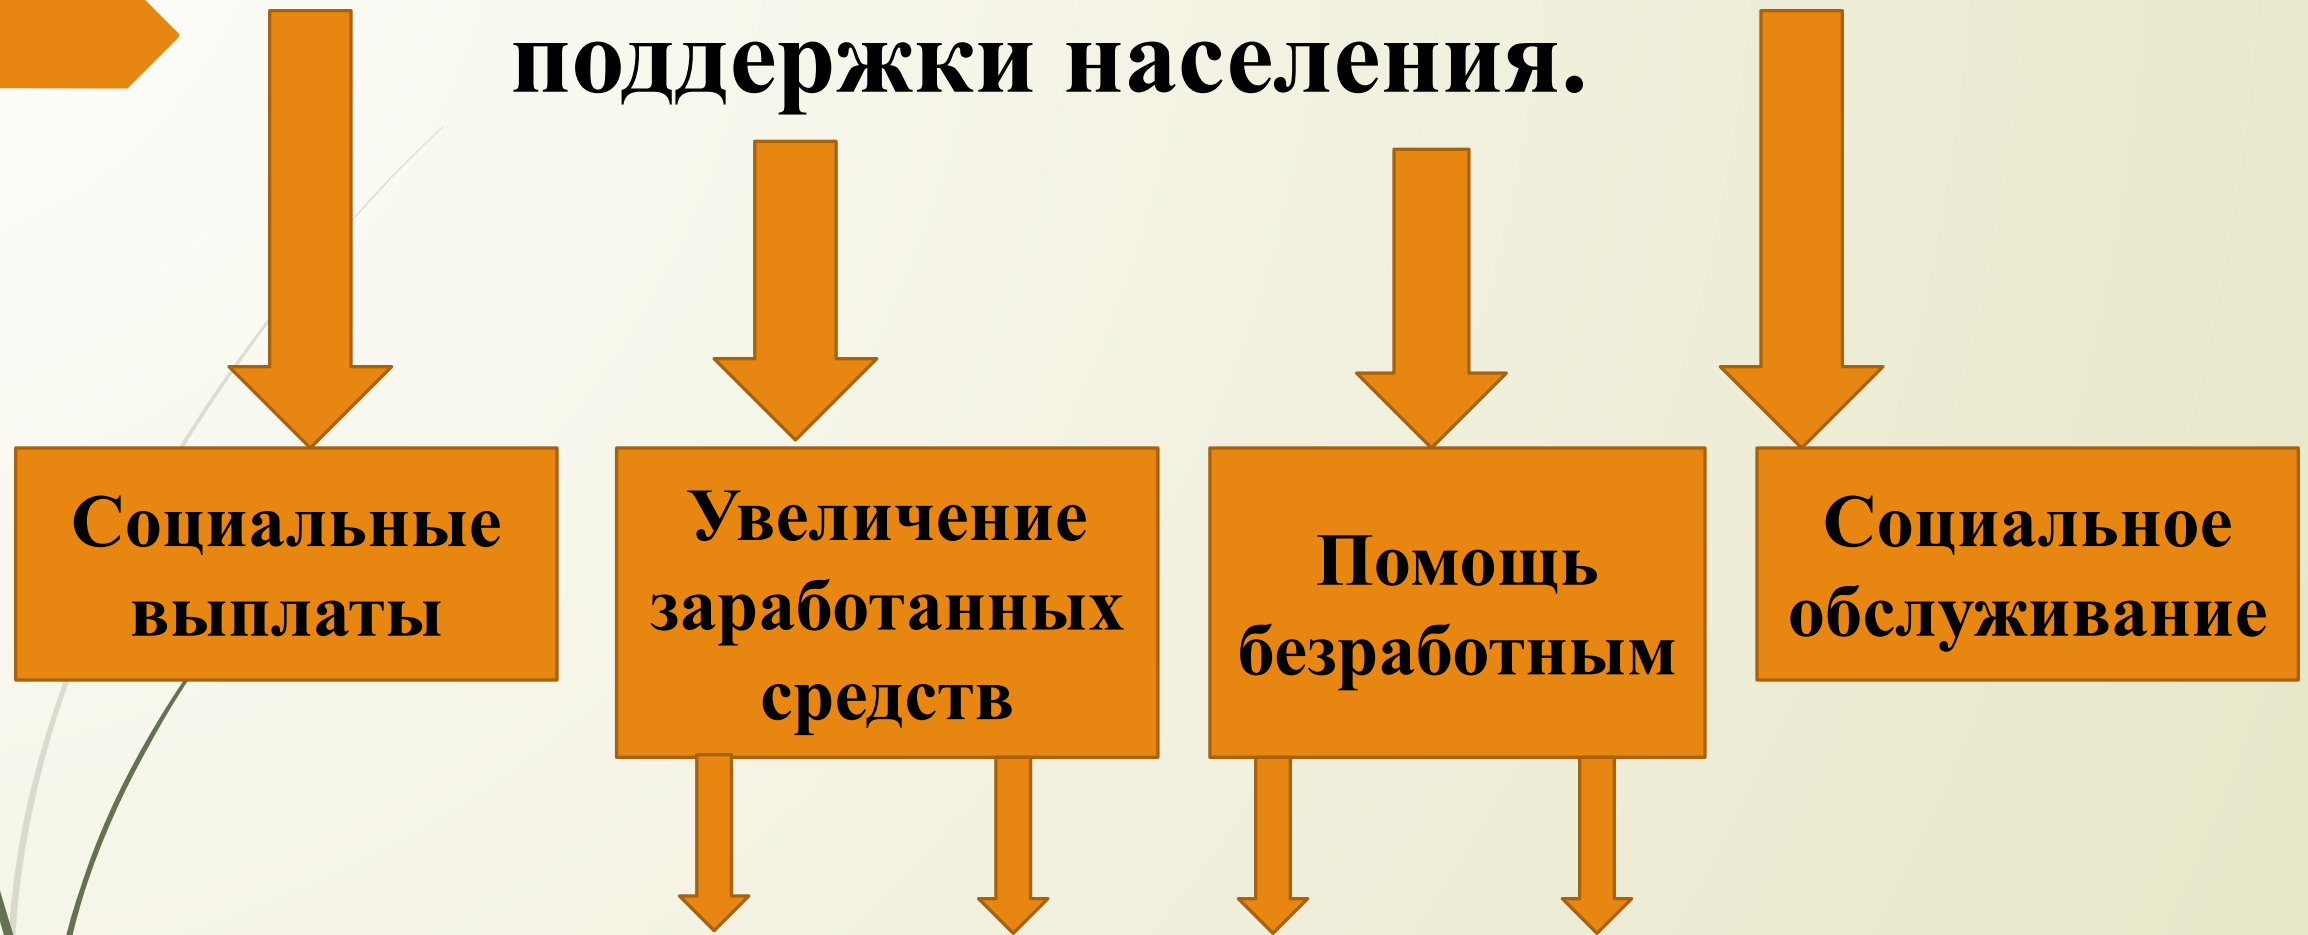 поддержки населения.
Социальные
выплаты
Увеличение
заработанных
средств
Помощь
безработным
Социальное
обслуживание